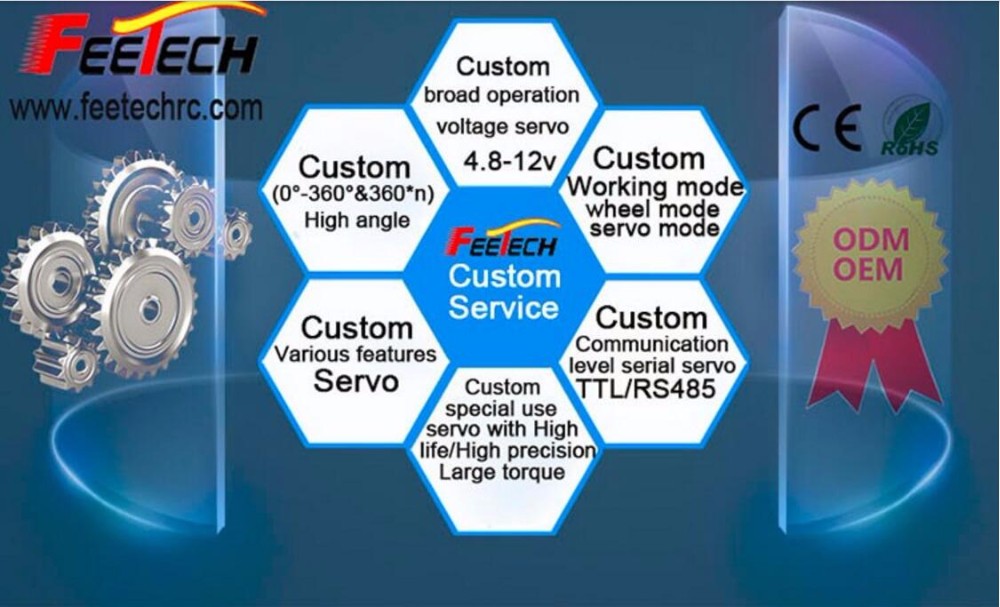 FEETECH
www.feetechrc.com
Custom
broad operation
voltage servo
4.8-12v
Custom
(0°-360°&360*n)
High angle
Custom
Working mode
wheel mode
servo mode
FEETECH
Custom
Service
Custom
Various features
Servo
Custom
Communication
level serial servo
TTL/RS485
Custom
special use
servo with High
life/High precision
Large torque
CE
RoHS
ODM
OEM